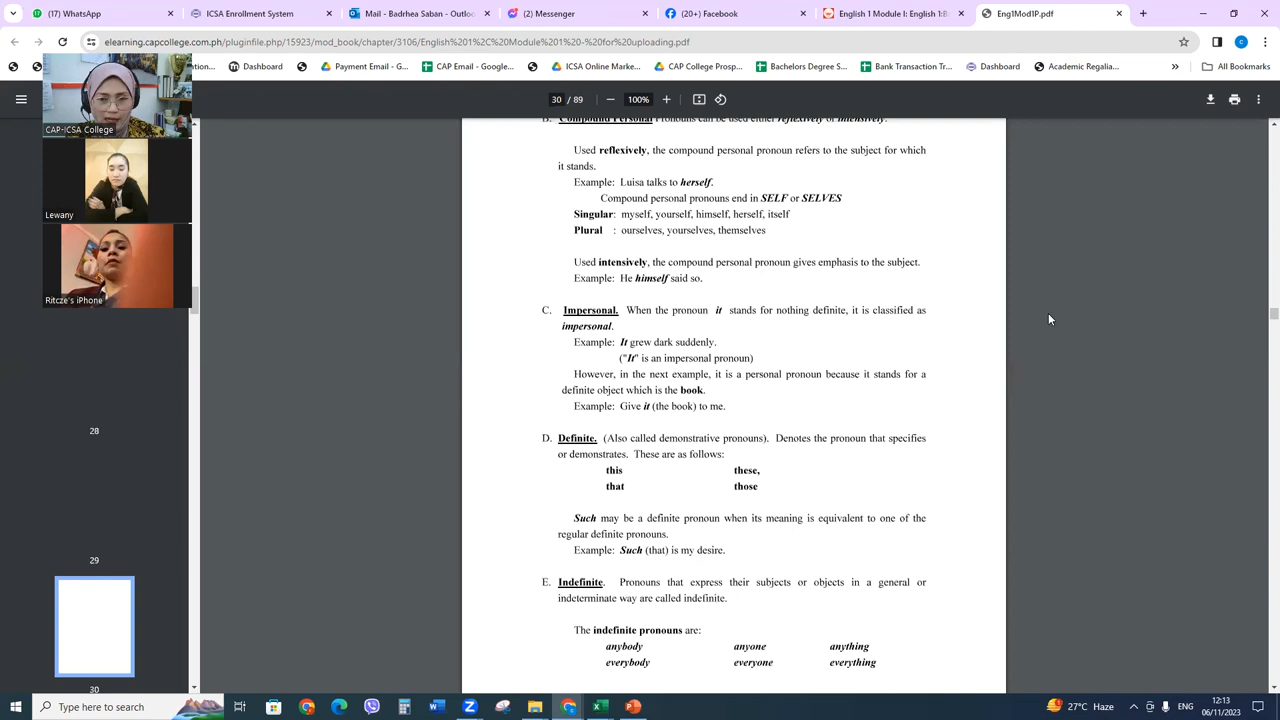 WhatsApp
ICSA Enrollment
Mail - Badrhea Saban - Outlo
(2) Messenger
(20+) Facebook
English 1 Module I: English 1:B
Eng1Mod1P.pdf
elearning.capcollege.com.ph/pluginfile.php/15923/mod_book/chapter/3106/English%201%2C%20Module%201%20-%20for%20uploading.pdf
Dashboard
Payment Email - G...
CAP Email - Google...
ICSA Online Marke...
CAP College Prosp...
Bachelors Degree S...
Bank Transaction Tr...
Dashboard
Academic Regalia...
All Bookmarks
30 / 89
100%
CAP-ICSA College
Lewany
Ritcze's iPhone
28
29
30
B. Compound Personal Pronouns can be used either reflexively or intensively.
Used reflexively, the compound personal pronoun refers to the subject for which
it stands.
Example: Luisa talks to herself.
Compound personal pronouns end in SELF or SELVES
Singular: myself, yourself, himself, herself, itself
Plural : ourselves, yourselves, themselves
Used intensively, the compound personal pronoun gives emphasis to the subject.
Example: He himself said so.
C. Impersonal. When the pronoun it stands for nothing definite, it is classified as
impersonal.
Example: It grew dark suddenly.
("It" is an impersonal pronoun)
However, in the next example, it is a personal pronoun because it stands for a
definite object which is the book.
Example: Give it (the book) to me.
D. Definite. (Also called demonstrative pronouns). Denotes the pronoun that specifies
or demonstrates. These are as follows:
this these,
that those
Such may be a definite pronoun when its meaning is equivalent to one of the
regular definite pronouns.
Example: Such (that) is my desire.
E. Indefinite. Pronouns that express their subjects or objects in a general or
indeterminate way are called indefinite.
The indefinite pronouns are:
anybody anyone anything
everybody everyone everything
Type here to search
27°C Haze
12:13
06/11/2023